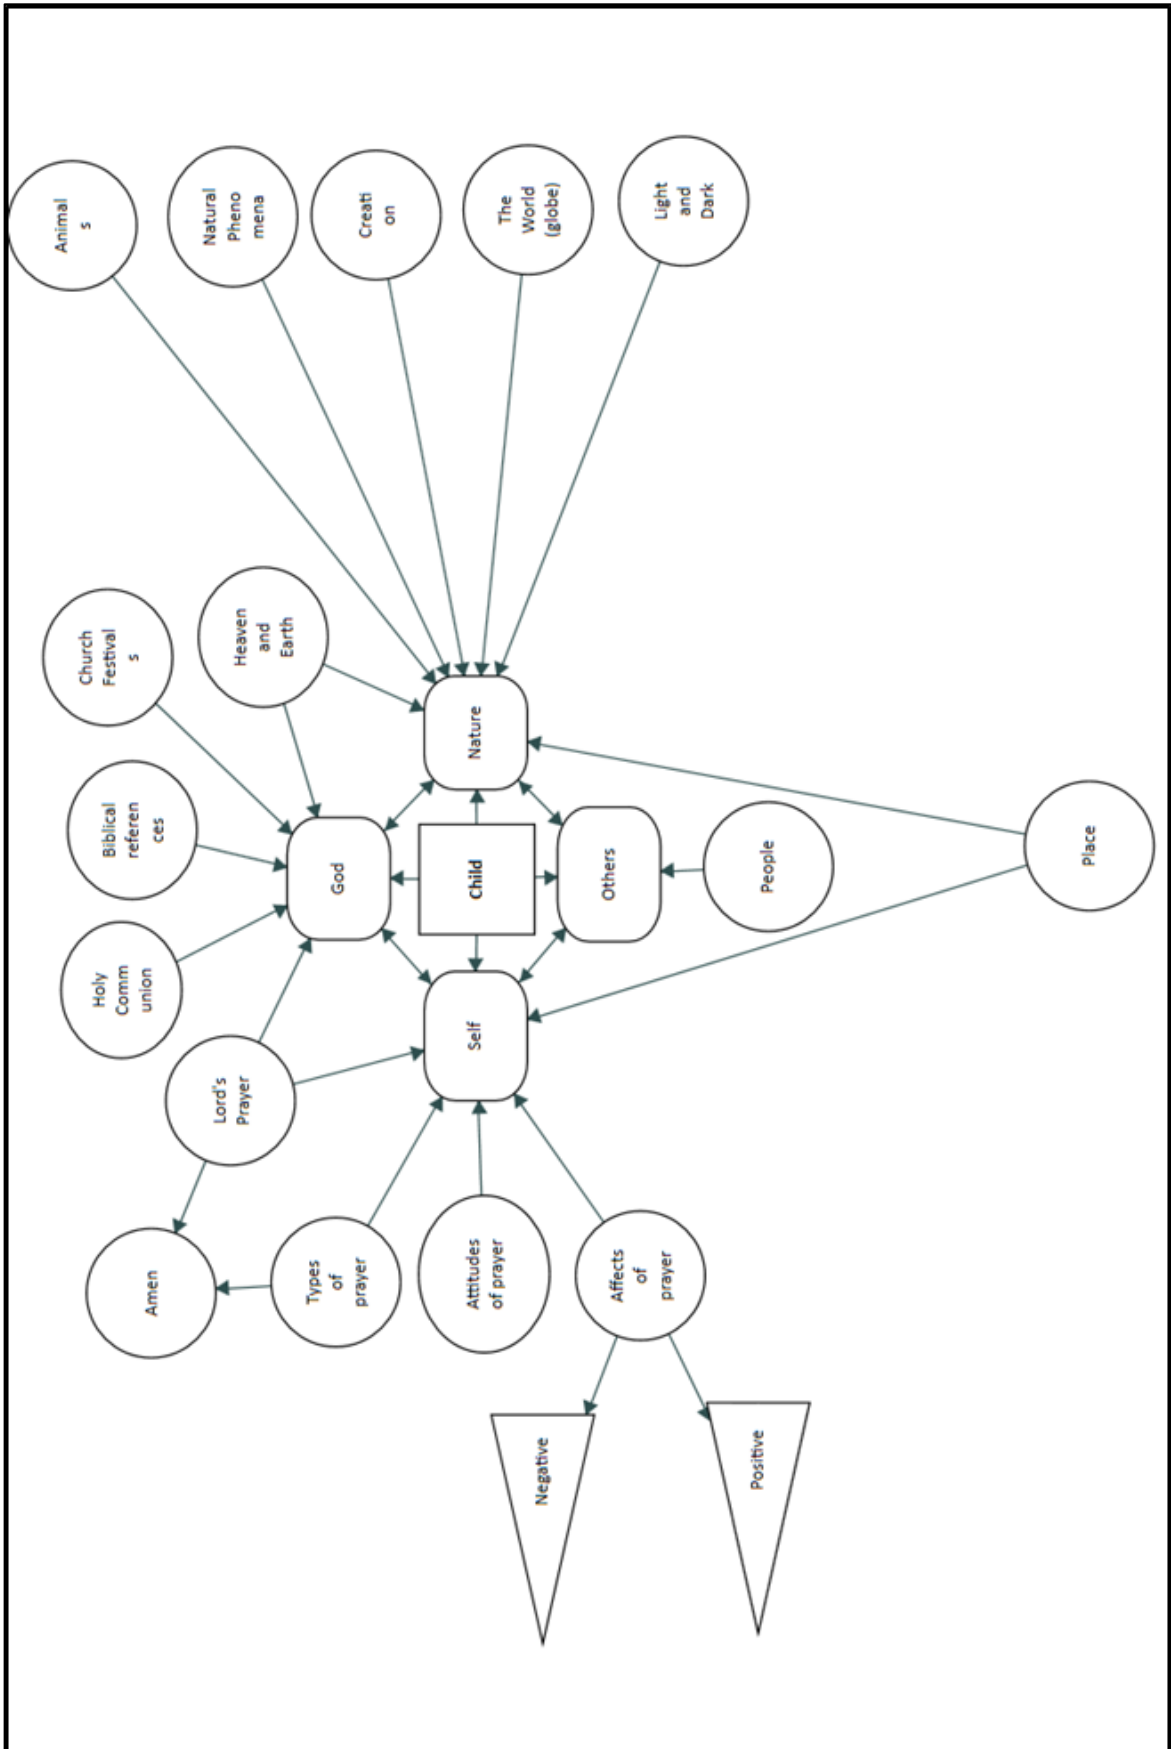 Amen
Holy
Comm
union
Biblical
referen
ces
Church
Festival
s
Animal
s
Lord's
Prayer
Heaven
and
Earth
Natural
Pheno
mena
Types
of
prayer
God
Creati
on
Attitudes
of prayer
Self
Child
Nature
The
World
(globe)
Negative
Affects
of
prayer
Others
Light
and
Dark
Positive
People
Place